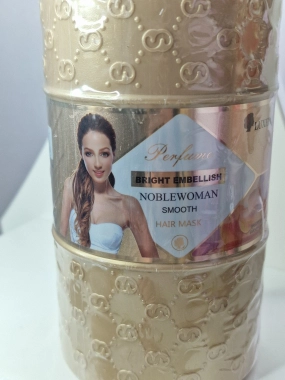 Perfume
BRIGHT EMBELLISH
NOBLEWOMAN
SMOOTH
HAIR MASK